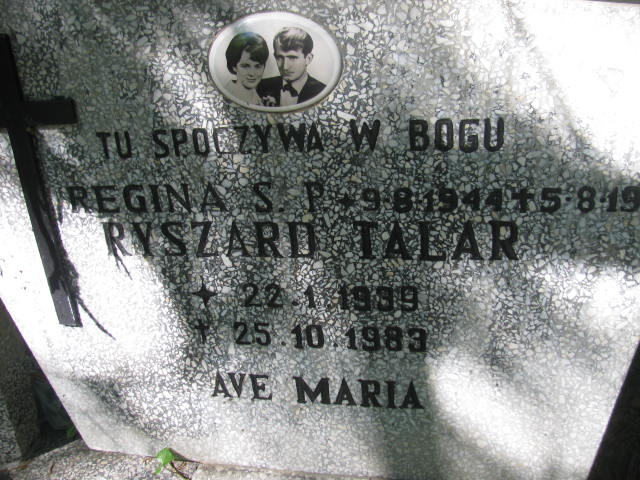 TU SPOCZYWA W BOGU
REGINA S. P. * 9·8·1944 ✝ 5·8·19
RYSZARD TALAR
✦ 22.1.1939
✝ 25.10.1983
AVE MARIA